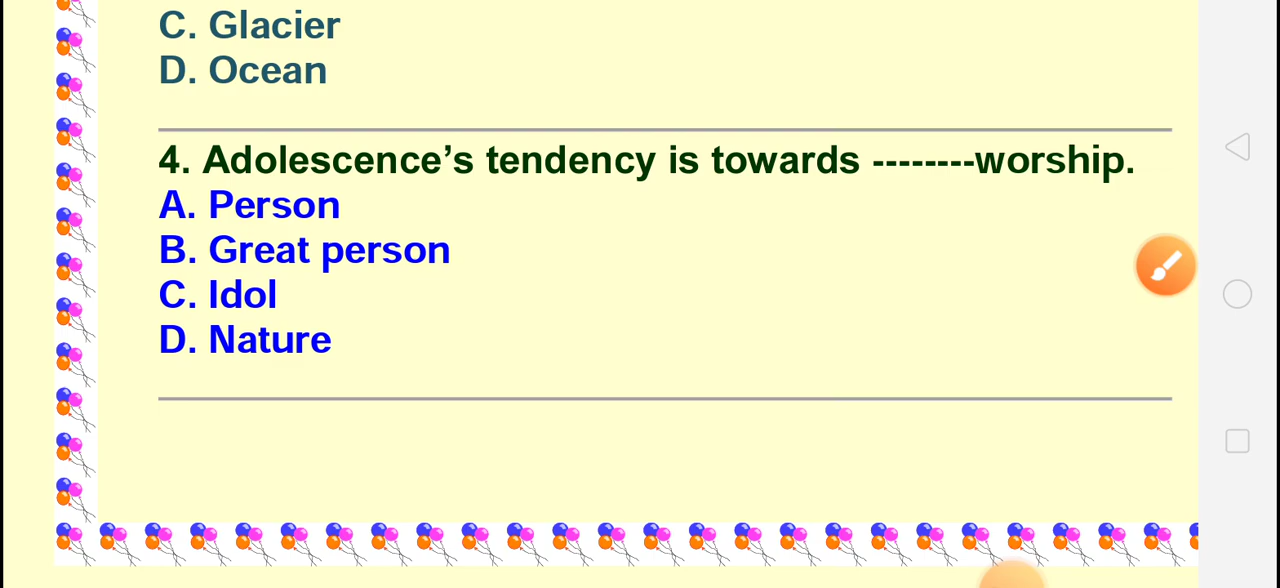 C. Glacier
D. Ocean
4. Adolescence’s tendency is towards --------worship.
A. Person
B. Great person
C. Idol
D. Nature